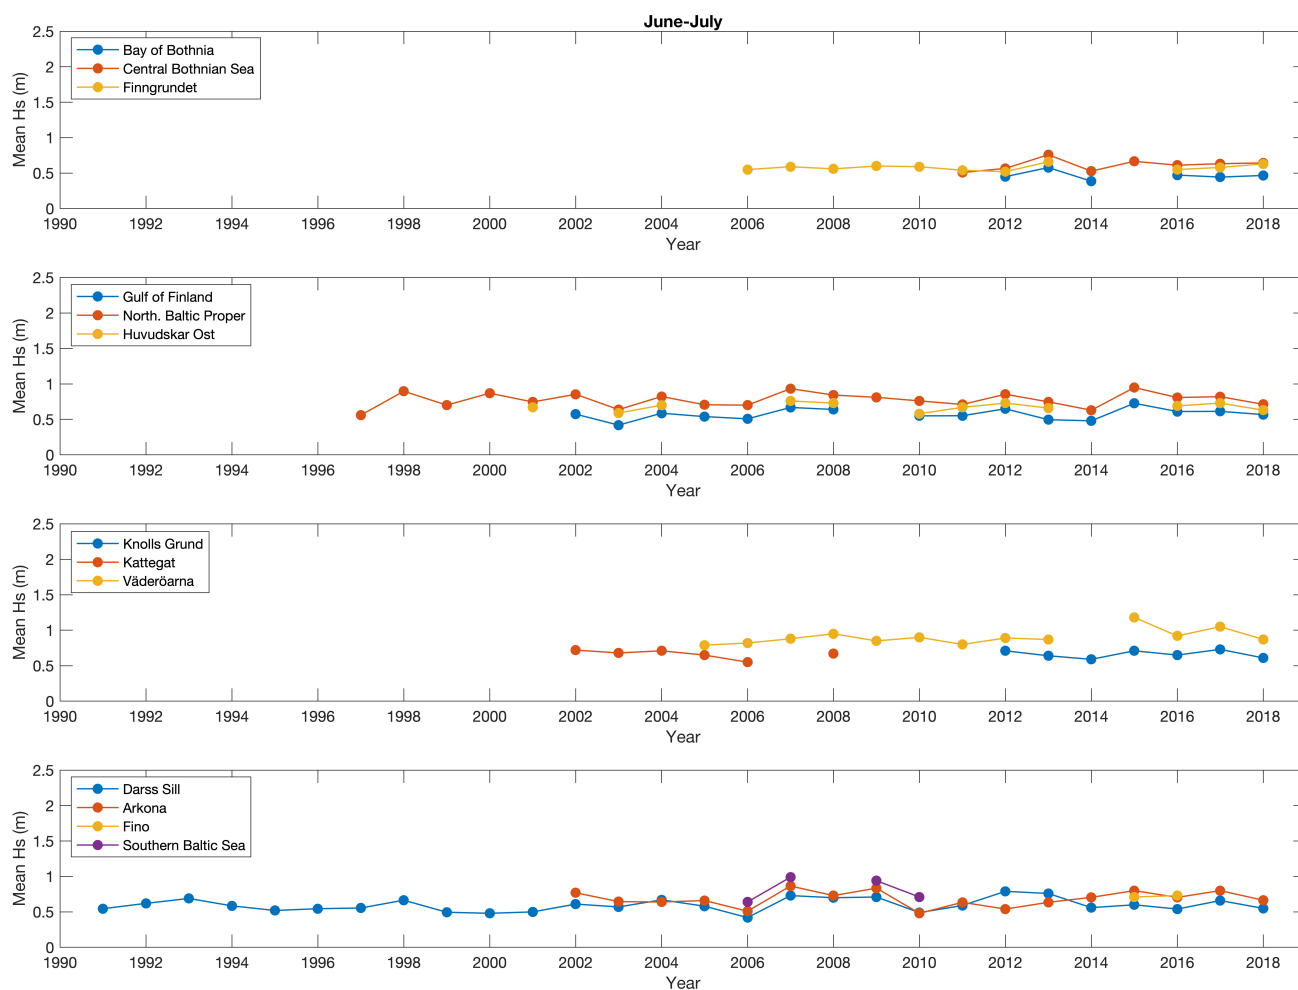 June-July
2.5
2
1.5
1
0.5
0
Mean Hs (m)
Bay of Bothnia
Central Bothnian Sea
Finngrundet
1990 1992 1994 1996 1998 2000 2002 2004 2006 2008 2010 2012 2014 2016 2018
Year
2.5
2
1.5
1
0.5
0
Mean Hs (m)
Gulf of Finland
North. Baltic Proper
Huvudskar Ost
1990 1992 1994 1996 1998 2000 2002 2004 2006 2008 2010 2012 2014 2016 2018
Year
2.5
2
1.5
1
0.5
0
Mean Hs (m)
Knolls Grund
Kattegat
Väderöarna
1990 1992 1994 1996 1998 2000 2002 2004 2006 2008 2010 2012 2014 2016 2018
Year
2.5
2
1.5
1
0.5
0
Mean Hs (m)
Darss Sill
Arkona
Fino
Southern Baltic Sea
1990 1992 1994 1996 1998 2000 2002 2004 2006 2008 2010 2012 2014 2016 2018
Year